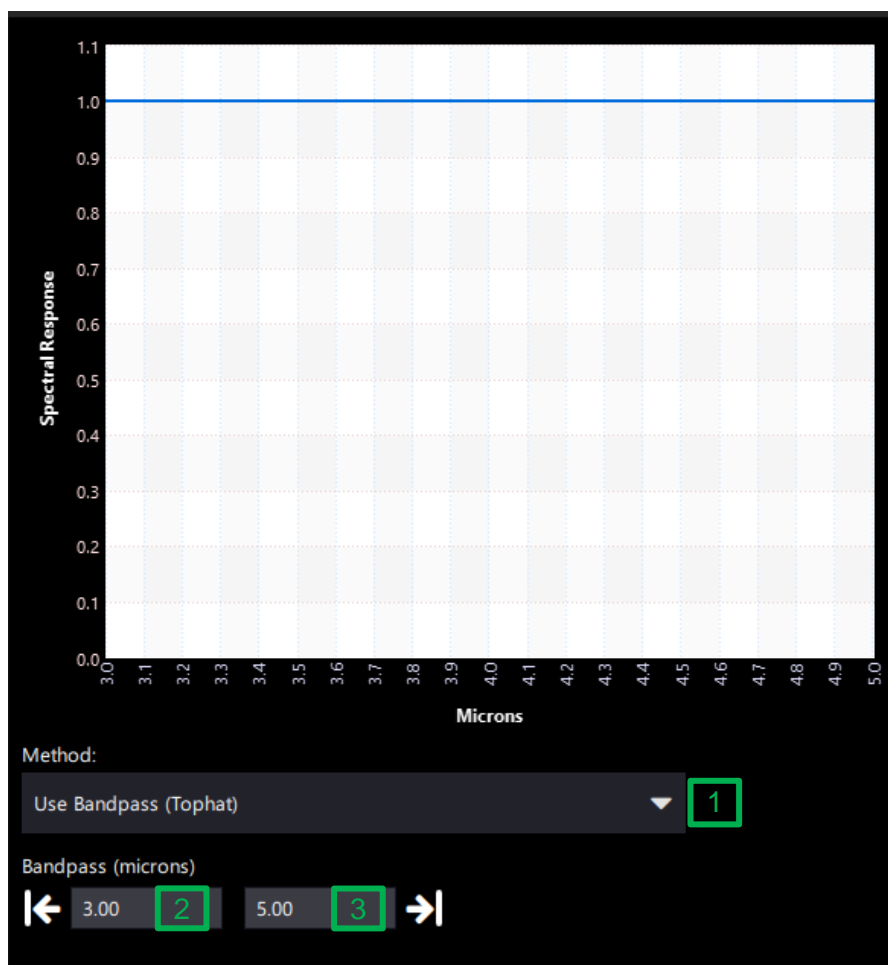 1.1
1.0
0.9
0.8
0.7
0.6
0.5
0.4
0.3
0.2
0.1
0.0
Spectral Response
3.0 3.1 3.2 3.3 3.4 3.5 3.6 3.7 3.8 3.9 4.0 4.1 4.2 4.3 4.4 4.5 4.6 4.7 4.8 4.9 5.0
Microns
Method:
Use Bandpass (Tophat) 1
Bandpass (microns)
3.00 2 5.00 3